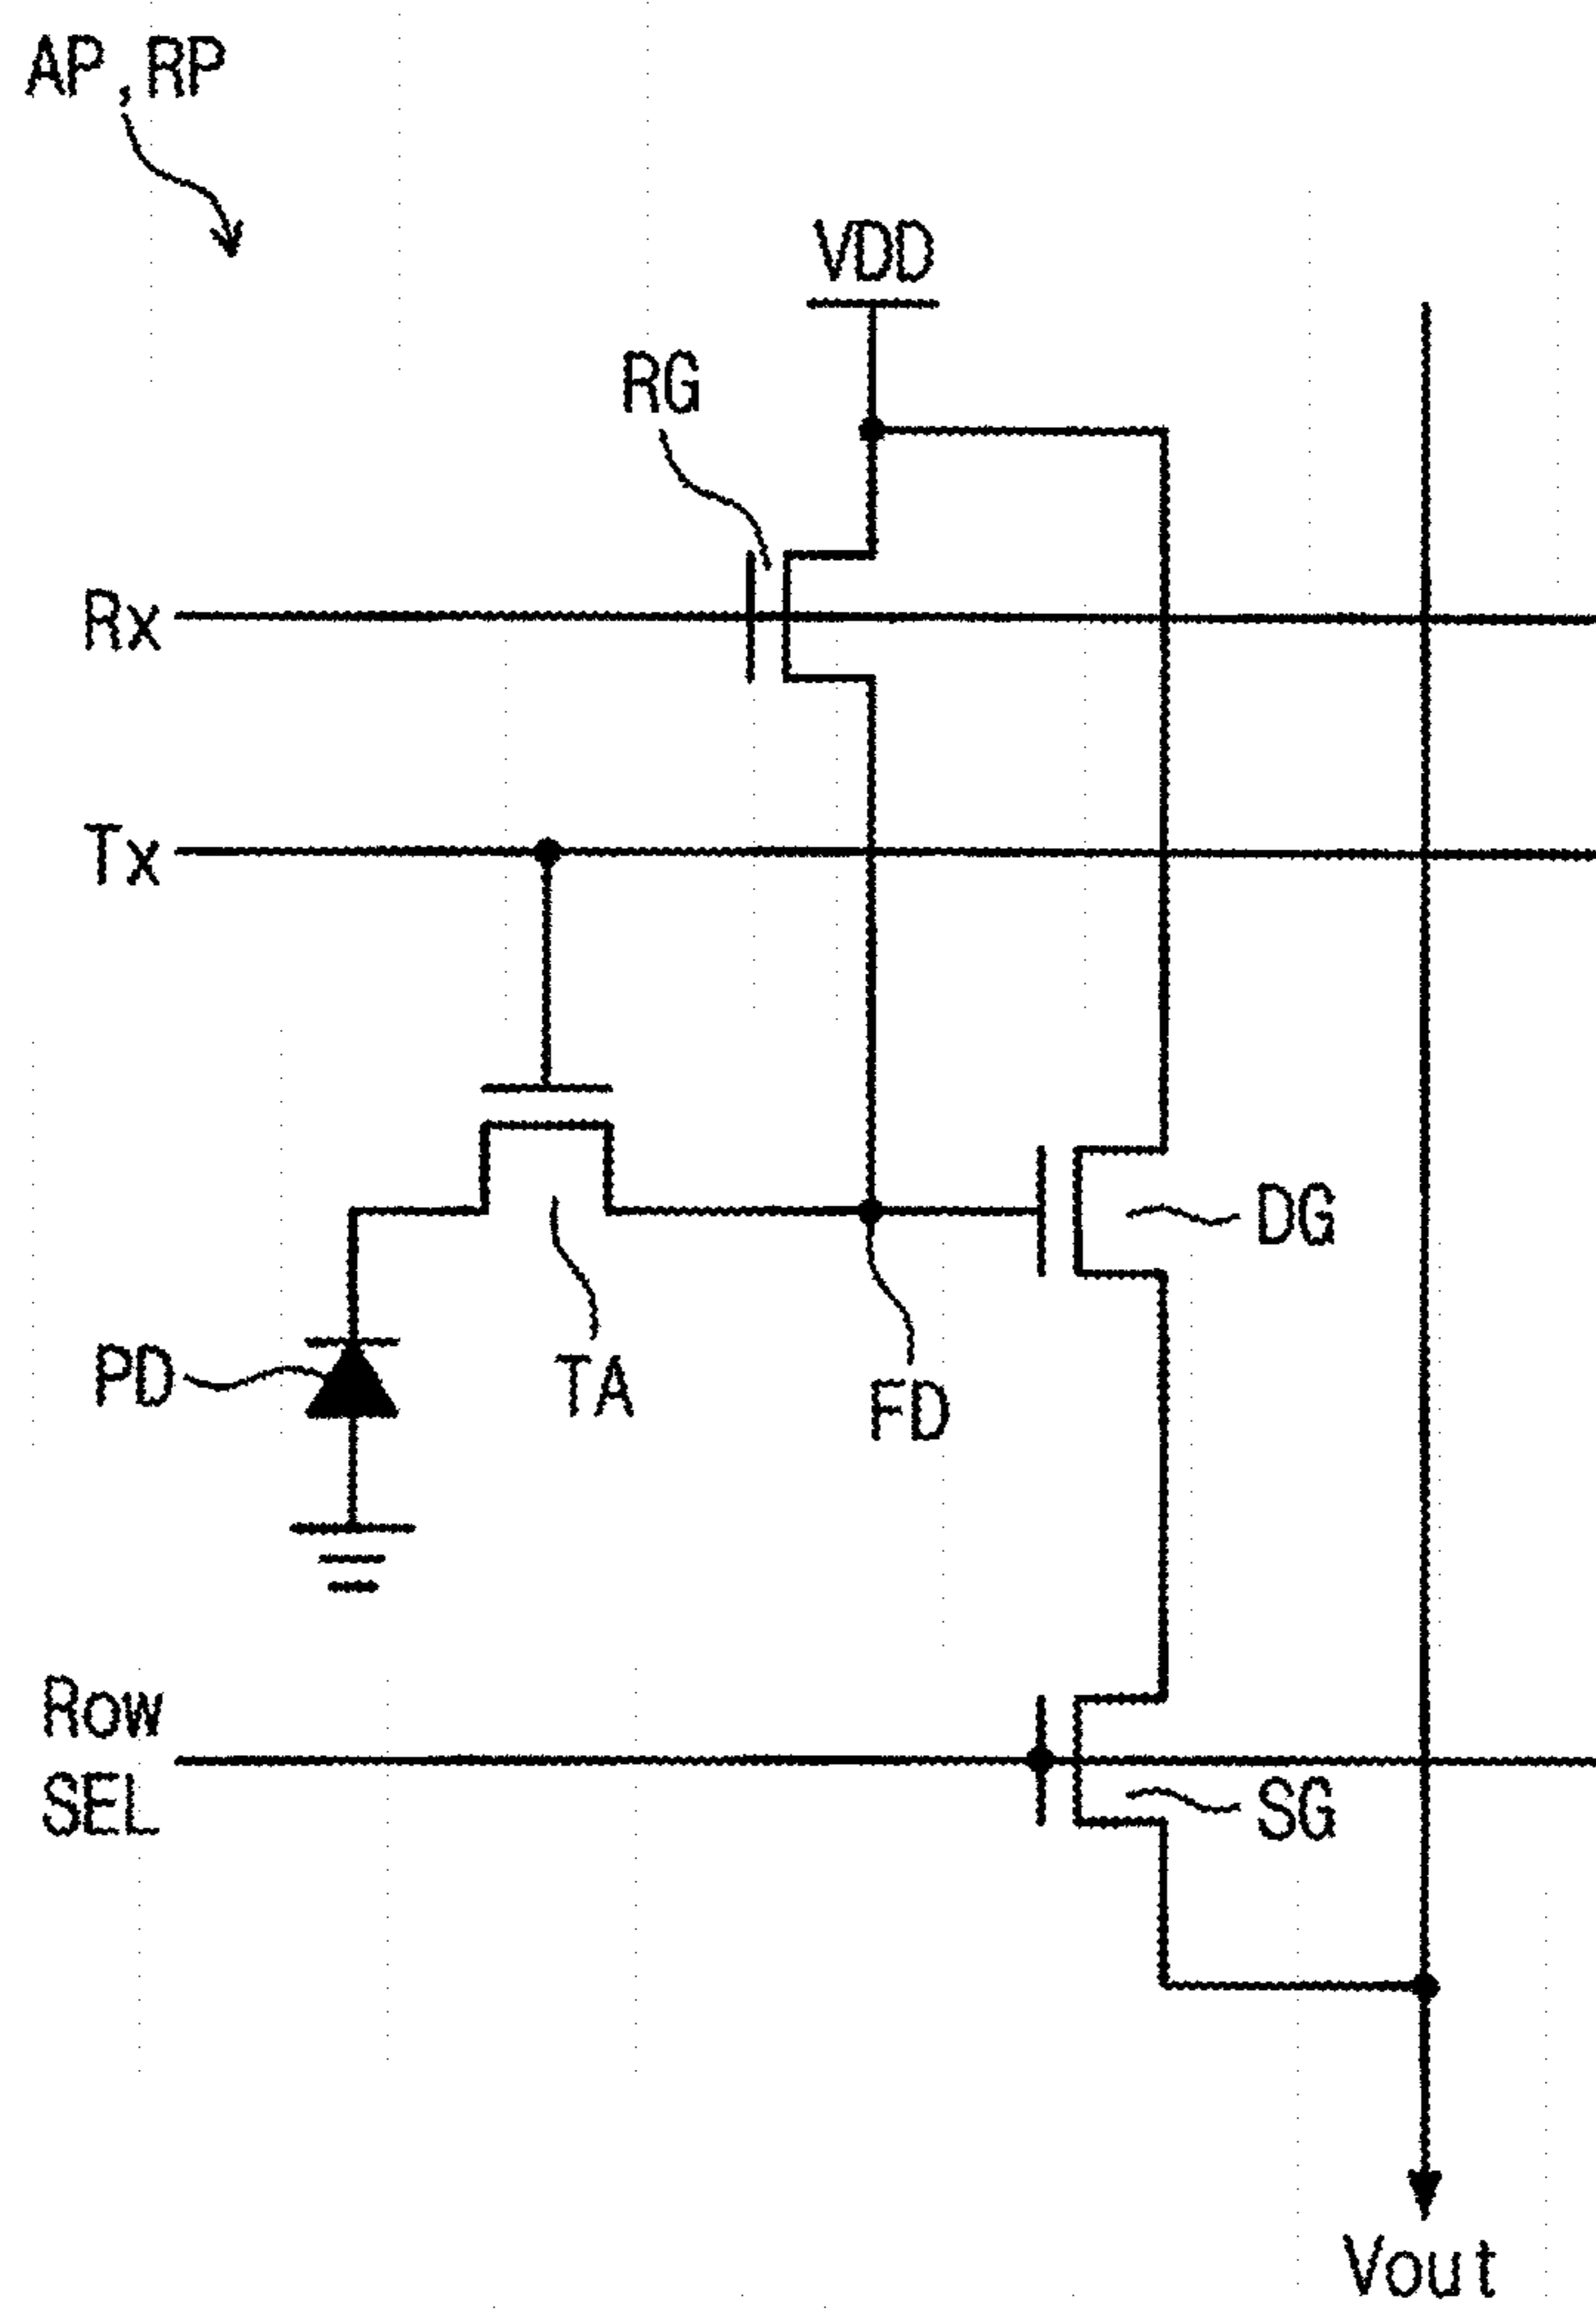 AP,RP
VDD
RG
Rx
Tx
DG
PD
TA
FD
Row
SEL
SG
Vout